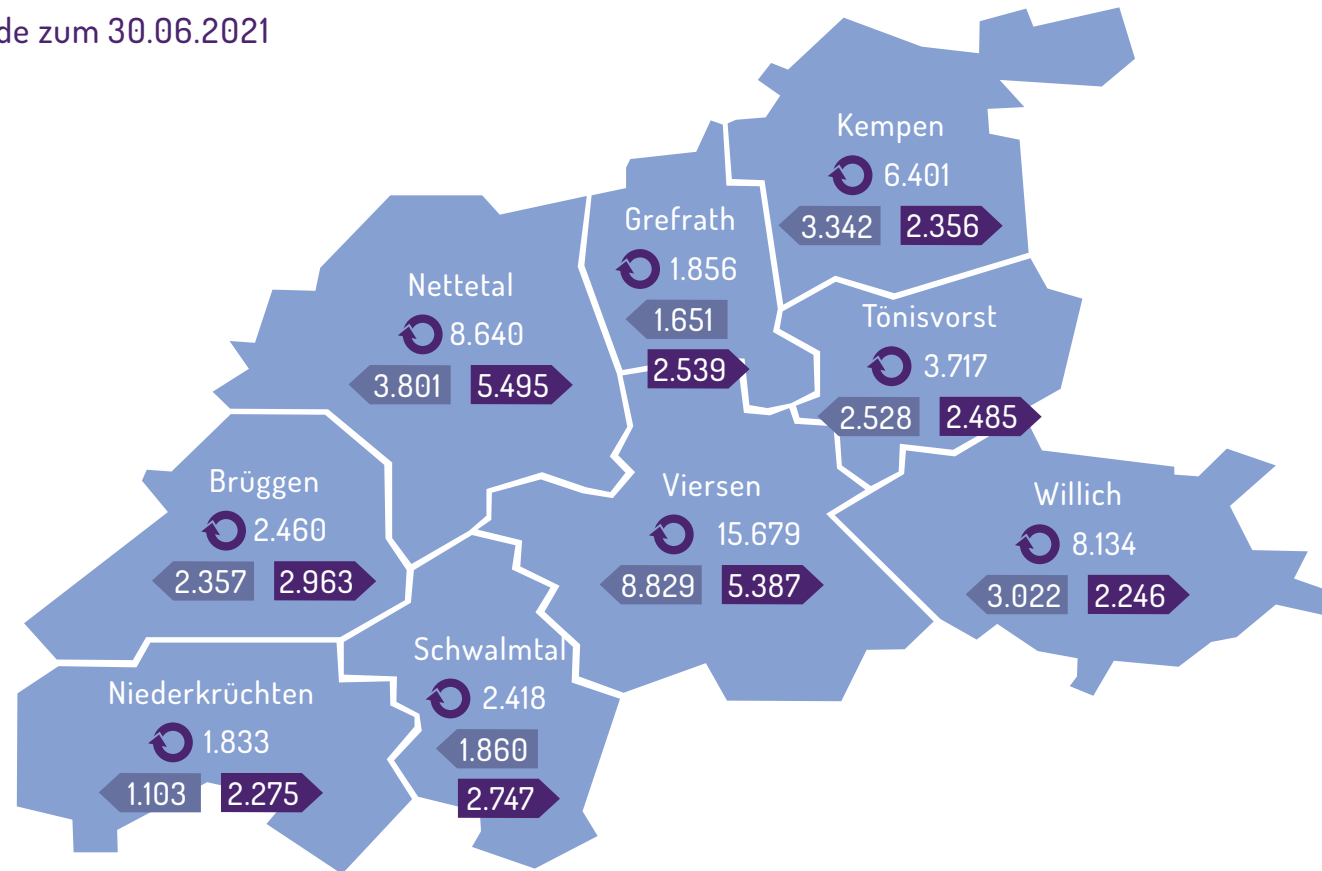 de zum 30.06.2021
Kempen
6.401
3.342 2.356
Grefrath
1.856
1.651
2.539
Nettetal
8.640
3.801 5.495
Tönisvorst
3.717
2.528 2.485
Brüggen
2.460
2.357 2.963
Viersen
15.679
8.829 5.387
Willich
8.134
3.022 2.246
Schwalmtal
2.418
1.860
2.747
Niederkrüchten
1.833
1.103 2.275